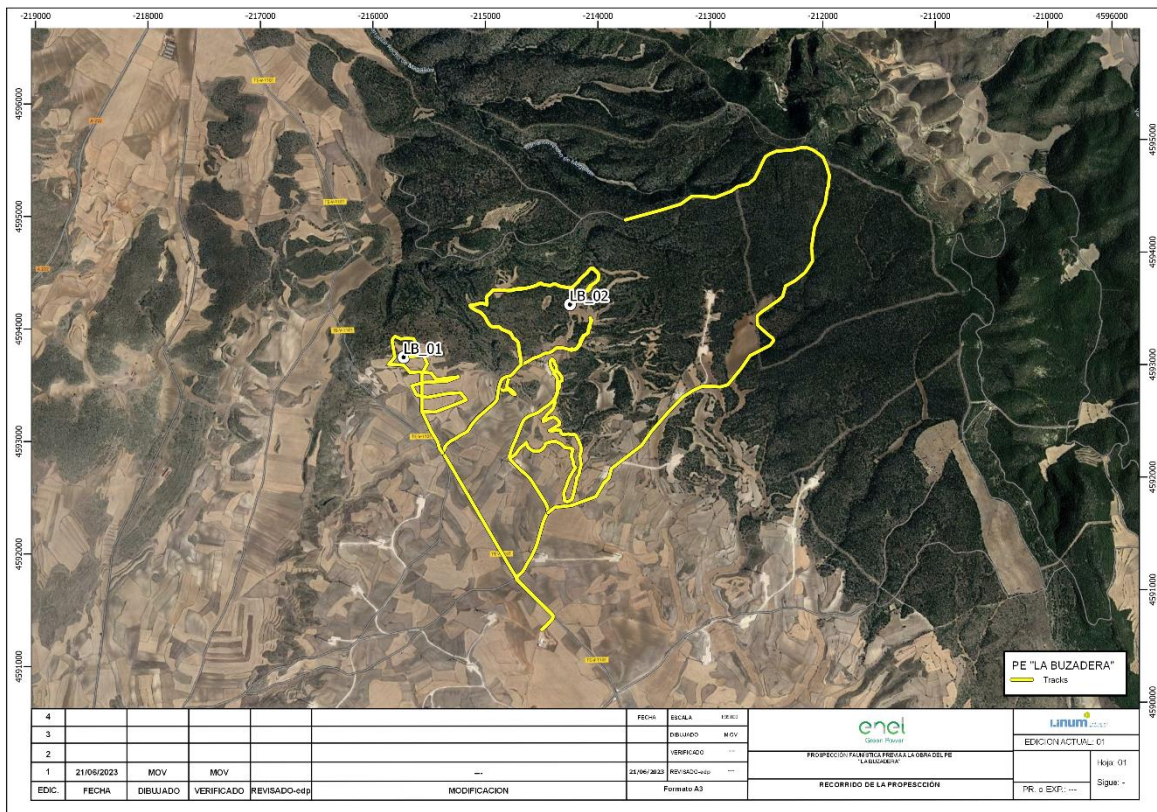 -219000 -218000 -217000 -216000 -215000 -214000 -213000 -212000 -211000 -210000 4596000
4596000
4595000
4594000
4593000
4592000
4591000
4595000
4594000
4593000
4592000
4591000
4590000
LB_02
LB_01
PE "LA BUZADERA"
Tracks
4
3
2
1 21/06/2023 MOV MOV ---
EDIC. FECHA DIBUJADO VERIFICADO REVISADO-edp MODIFICACION
FECHA ESCALA
DIBUJADO MOV
VERIFICADO ---
21/06/2023 REVISADO-edp ---
Formato A3
enel
Green Power
PROSPECCIÓN FAUNÍSTICA PREVIA A LA OBRA DEL PE
"LA BUZADERA"
RECORRIDO DE LA PROPESCCIÓN
Linum
EDICION ACTUAL: 01
Hoja: 01
Sigue: -
PR. o EXP.: ---